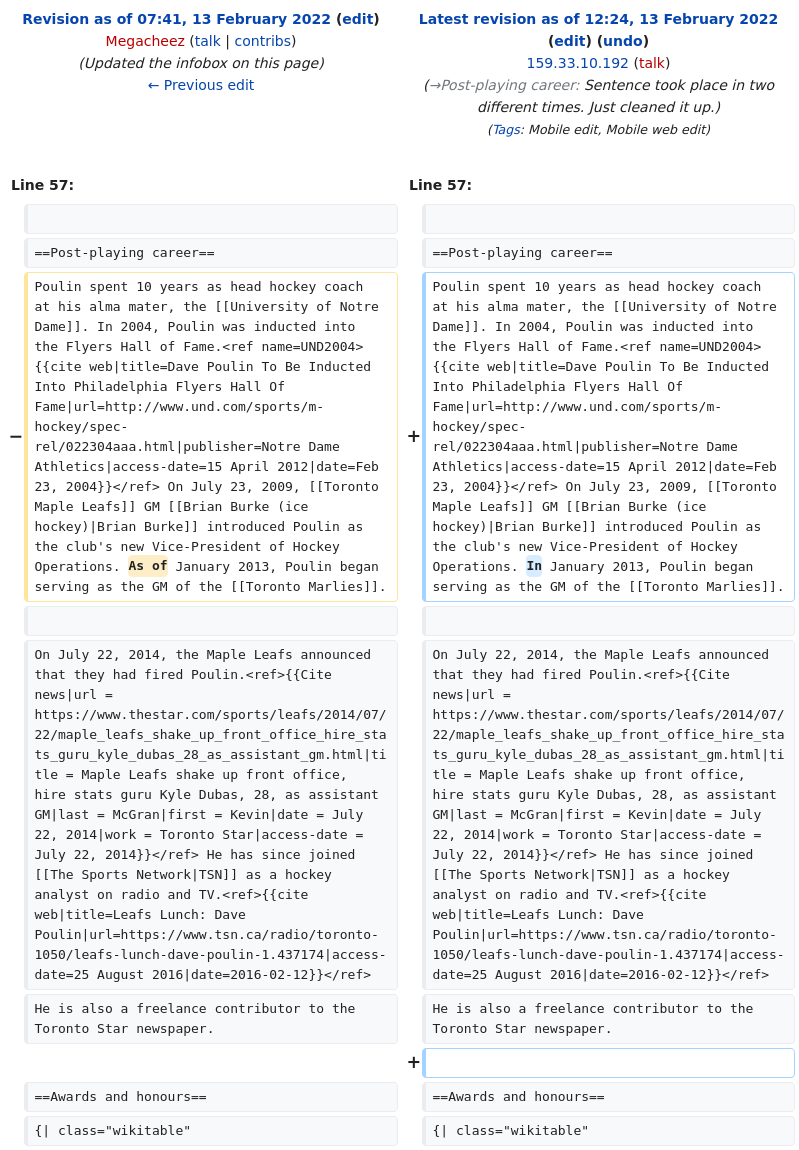 Revision as of 07:41, 13 February 2022 (edit)
Megacheez (talk | contribs)
(Updated the infobox on this page)
← Previous edit
Latest revision as of 12:24, 13 February 2022
(edit) (undo)
159.33.10.192 (talk)
(→Post-playing career: Sentence took place in two
different times. Just cleaned it up.)
(Tags: Mobile edit, Mobile web edit)
Line 57:
Line 57:
==Post-playing career==
==Post-playing career==
−
Poulin spent 10 years as head hockey coach
at his alma mater, the [[University of Notre
Dame]]. In 2004, Poulin was inducted into
the Flyers Hall of Fame.<ref name=UND2004>
{{cite web|title=Dave Poulin To Be Inducted
Into Philadelphia Flyers Hall Of
Fame|url=http://www.und.com/sports/m-
hockey/spec-
rel/022304aaa.html|publisher=Notre Dame
Athletics|access-date=15 April 2012|date=Feb
23, 2004}}</ref> On July 23, 2009, [[Toronto
Maple Leafs]] GM [[Brian Burke (ice
hockey)|Brian Burke]] introduced Poulin as
the club's new Vice-President of Hockey
Operations. As of January 2013, Poulin began
serving as the GM of the [[Toronto Marlies]].
+
Poulin spent 10 years as head hockey coach
at his alma mater, the [[University of Notre
Dame]]. In 2004, Poulin was inducted into
the Flyers Hall of Fame.<ref name=UND2004>
{{cite web|title=Dave Poulin To Be Inducted
Into Philadelphia Flyers Hall Of
Fame|url=http://www.und.com/sports/m-
hockey/spec-
rel/022304aaa.html|publisher=Notre Dame
Athletics|access-date=15 April 2012|date=Feb
23, 2004}}</ref> On July 23, 2009, [[Toronto
Maple Leafs]] GM [[Brian Burke (ice
hockey)|Brian Burke]] introduced Poulin as
the club's new Vice-President of Hockey
Operations. In January 2013, Poulin began
serving as the GM of the [[Toronto Marlies]].
On July 22, 2014, the Maple Leafs announced
that they had fired Poulin.<ref>{{Cite
news|url =
https://www.thestar.com/sports/leafs/2014/07/
22/maple_leafs_shake_up_front_office_hire_sta
ts_guru_kyle_dubas_28_as_assistant_gm.html|ti
tle = Maple Leafs shake up front office,
hire stats guru Kyle Dubas, 28, as assistant
GM|last = McGran|first = Kevin|date = July
22, 2014|work = Toronto Star|access-date =
July 22, 2014}}</ref> He has since joined
[[The Sports Network|TSN]] as a hockey
analyst on radio and TV.<ref>{{cite
web|title=Leafs Lunch: Dave
Poulin|url=https://www.tsn.ca/radio/toronto-
1050/leafs-lunch-dave-poulin-1.437174|access-
date=25 August 2016|date=2016-02-12}}</ref>
On July 22, 2014, the Maple Leafs announced
that they had fired Poulin.<ref>{{Cite
news|url =
https://www.thestar.com/sports/leafs/2014/07/
22/maple_leafs_shake_up_front_office_hire_sta
ts_guru_kyle_dubas_28_as_assistant_gm.html|ti
tle = Maple Leafs shake up front office,
hire stats guru Kyle Dubas, 28, as assistant
GM|last = McGran|first = Kevin|date = July
22, 2014|work = Toronto Star|access-date =
July 22, 2014}}</ref> He has since joined
[[The Sports Network|TSN]] as a hockey
analyst on radio and TV.<ref>{{cite
web|title=Leafs Lunch: Dave
Poulin|url=https://www.tsn.ca/radio/toronto-
1050/leafs-lunch-dave-poulin-1.437174|access-
date=25 August 2016|date=2016-02-12}}</ref>
He is also a freelance contributor to the
Toronto Star newspaper.
He is also a freelance contributor to the
Toronto Star newspaper.
+
==Awards and honours==
==Awards and honours==
{| class="wikitable"
{| class="wikitable"